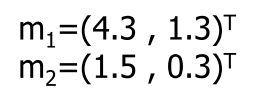 m₁=(4.3 , 1.3)ᵀ
m₂=(1.5 , 0.3)ᵀ